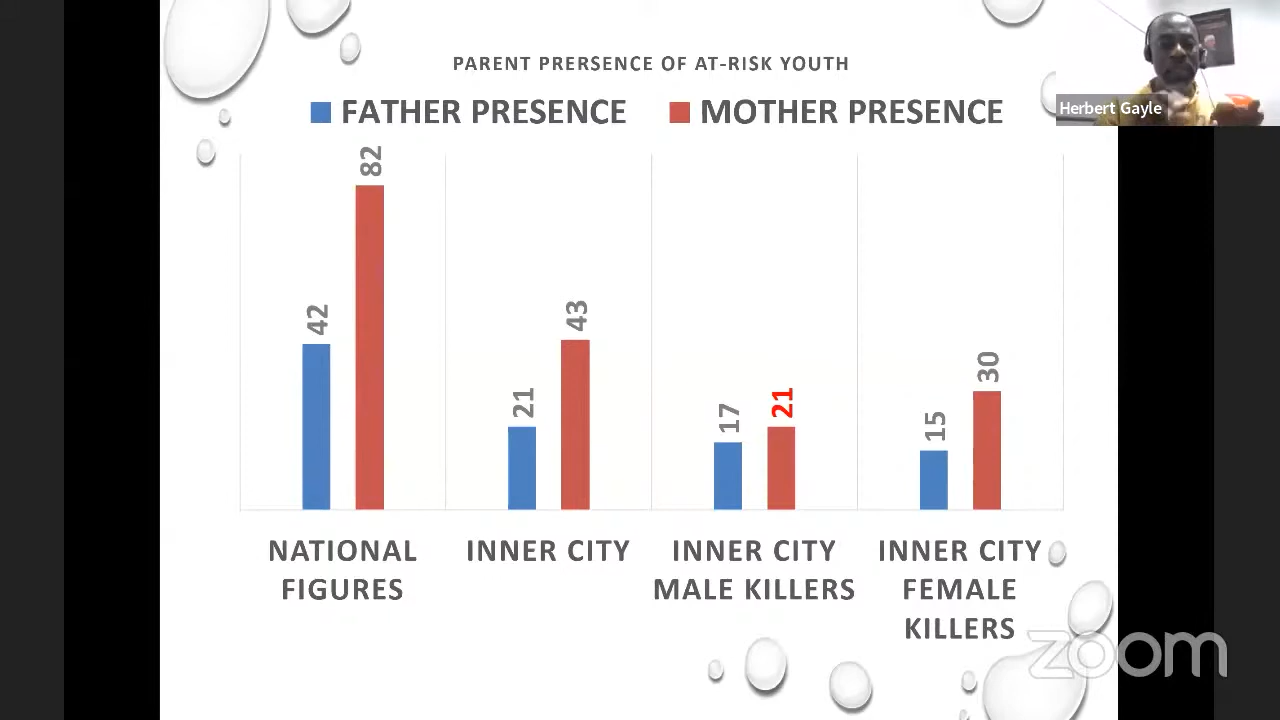 PARENT PRERSENCE OF AT-RISK YOUTH
FATHER PRESENCE
MOTHER PRESENCE
Herbert Gayle
42
82
21
43
17
21
15
30
NATIONAL
FIGURES
INNER CITY
INNER CITY
MALE KILLERS
INNER CITY
FEMALE
KILLERS
zoom